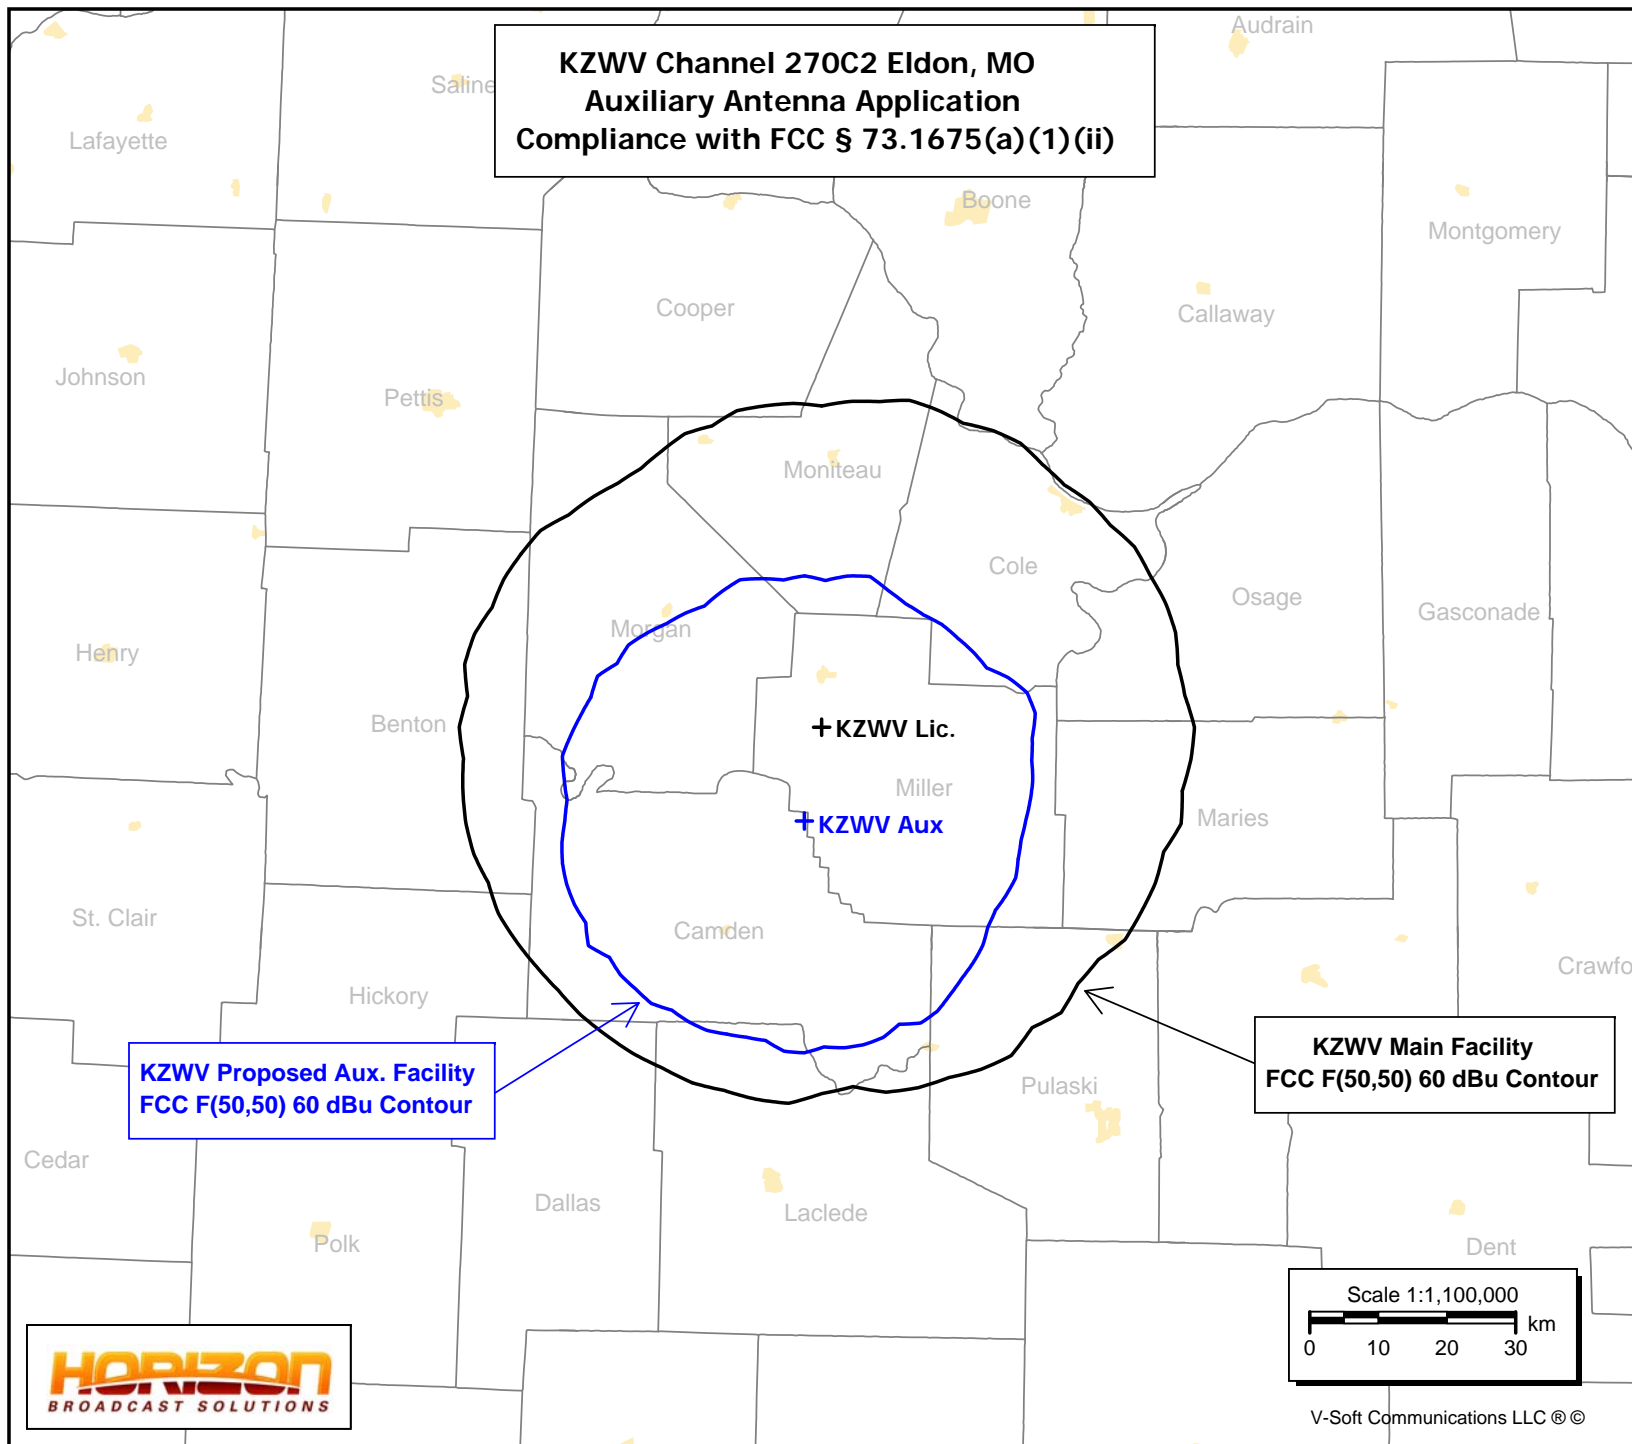 Audrain
KZWV Channel 270C2 Eldon, MO
Auxiliary Antenna Application
Compliance with FCC § 73.1675(a)(1)(ii)
Saline
Lafayette
Boone
Montgomery
Cooper
Callaway
Johnson
Pettis
Moniteau
Cole
Osage
Gasconade
Morgan
Henry
Benton
KZWV Lic.
Miller
KZWV Aux
Maries
St. Clair
Camden
Crawfo
Hickory
KZWV Main Facility
FCC F(50,50) 60 dBu Contour
KZWV Proposed Aux. Facility
FCC F(50,50) 60 dBu Contour
Pulaski
Cedar
Dallas
Laclede
Polk
Dent
Scale 1:1,100,000
km
0 10 20 30
HORIZON
BROADCAST SOLUTIONS
V-Soft Communications LLC ® ©